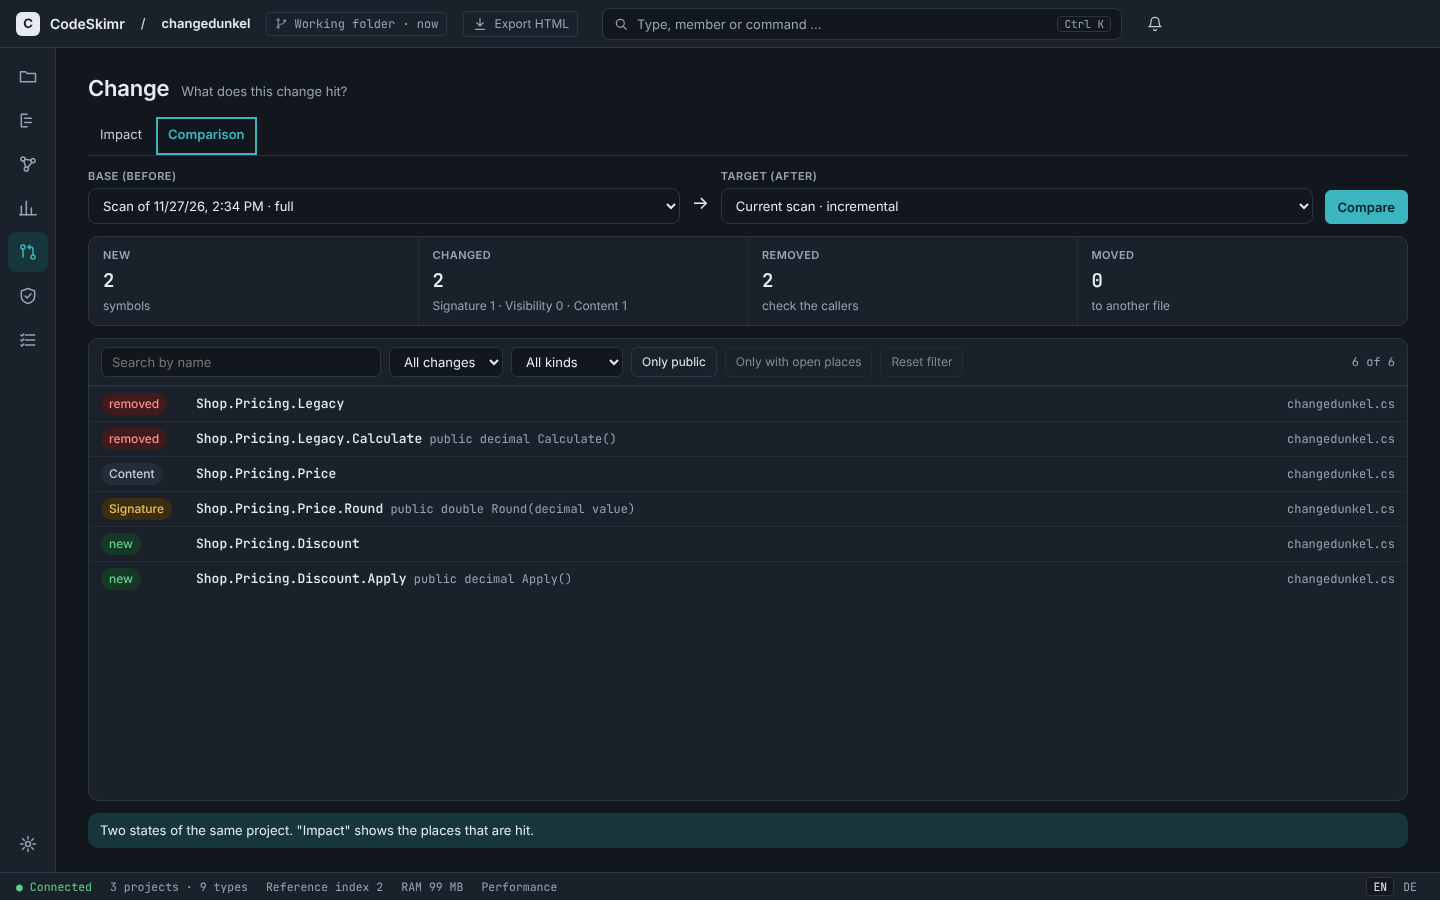 C CodeSkimr / changedunkel Working folder · now Export HTML Type, member or command ... Ctrl K
Change What does this change hit?
Impact Comparison
BASE (BEFORE) TARGET (AFTER)
Scan of 11/27/26, 2:34 PM · full → Current scan · incremental Compare
NEW CHANGED REMOVED MOVED
2 2 2 0
symbols Signature 1 · Visibility 0 · Content 1 check the callers to another file
Search by name All changes All kinds Only public Only with open places Reset filter 6 of 6
removed Shop.Pricing.Legacy changedunkel.cs
removed Shop.Pricing.Legacy.Calculate public decimal Calculate() changedunkel.cs
Content Shop.Pricing.Price changedunkel.cs
Signature Shop.Pricing.Price.Round public double Round(decimal value) changedunkel.cs
new Shop.Pricing.Discount changedunkel.cs
new Shop.Pricing.Discount.Apply public decimal Apply() changedunkel.cs
Two states of the same project. "Impact" shows the places that are hit.
Connected 3 projects · 9 types Reference index 2 RAM 99 MB Performance EN DE